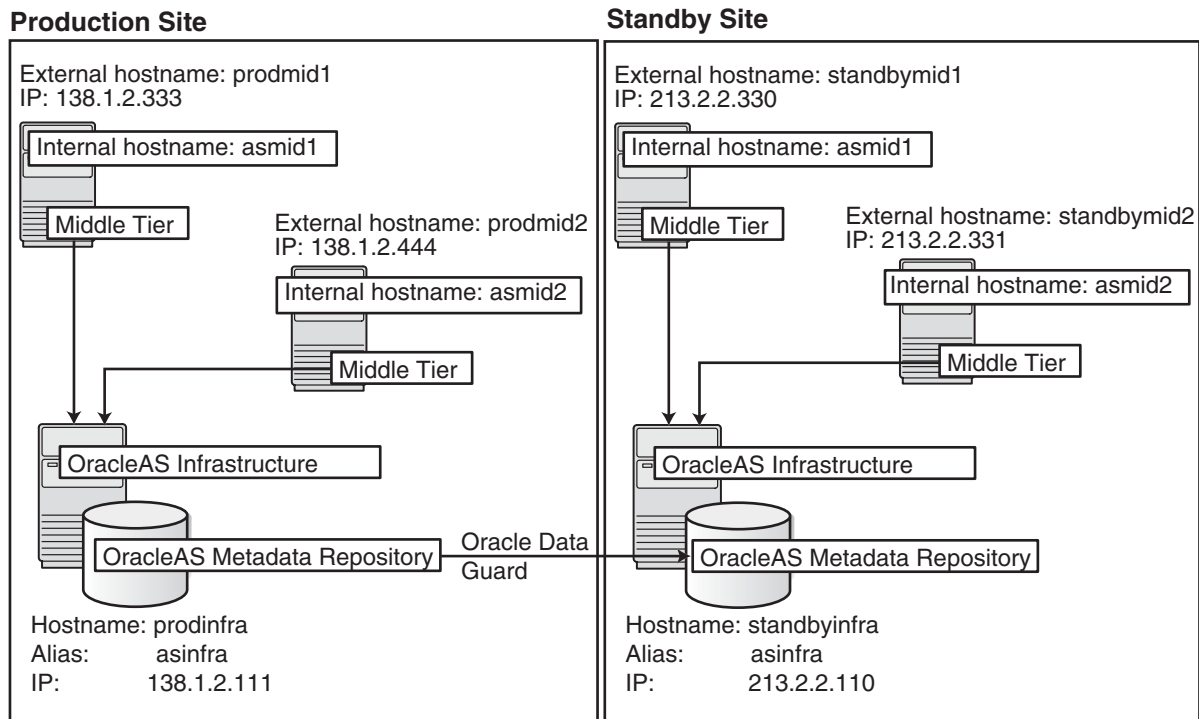 Production Site
External hostname: prodmid1
IP: 138.1.2.333
Internal hostname: asmid1
Middle Tier
External hostname: prodmid2
IP: 138.1.2.444
Internal hostname: asmid2
Middle Tier
OracleAS Infrastructure
OracleAS Metadata Repository
Hostname: prodinfra
Alias: asinfra
IP: 138.1.2.111
Oracle Data
Guard
Standby Site
External hostname: standbymid1
IP: 213.2.2.330
Internal hostname: asmid1
Middle Tier
External hostname: standbymid2
IP: 213.2.2.331
Internal hostname: asmid2
Middle Tier
OracleAS Infrastructure
OracleAS Metadata Repository
Hostname: standbyinfra
Alias: asinfra
IP: 213.2.2.110